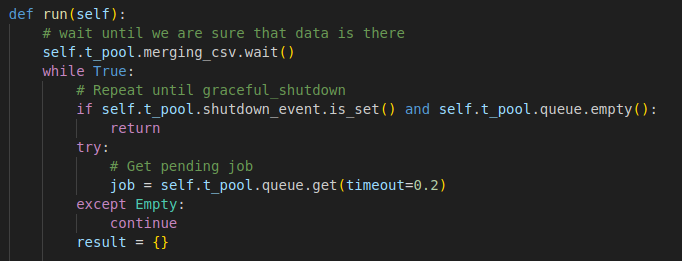 def run(self):
    # wait until we are sure that data is there
    self.t_pool.merging_csv.wait()
    while True:
        # Repeat until graceful_shutdown
        if self.t_pool.shutdown_event.is_set() and self.t_pool.queue.empty():
            return
        try:
            # Get pending job
            job = self.t_pool.queue.get(timeout=0.2)
        except Empty:
            continue
        result = {}